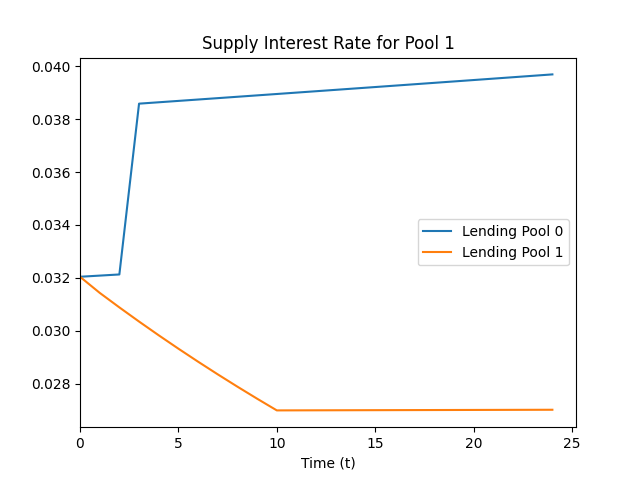 Supply Interest Rate for Pool 1
0.040
0.038
0.036
0.034
0.032
0.030
0.028
Lending Pool 0
Lending Pool 1
0 5 10 15 20 25
Time (t)